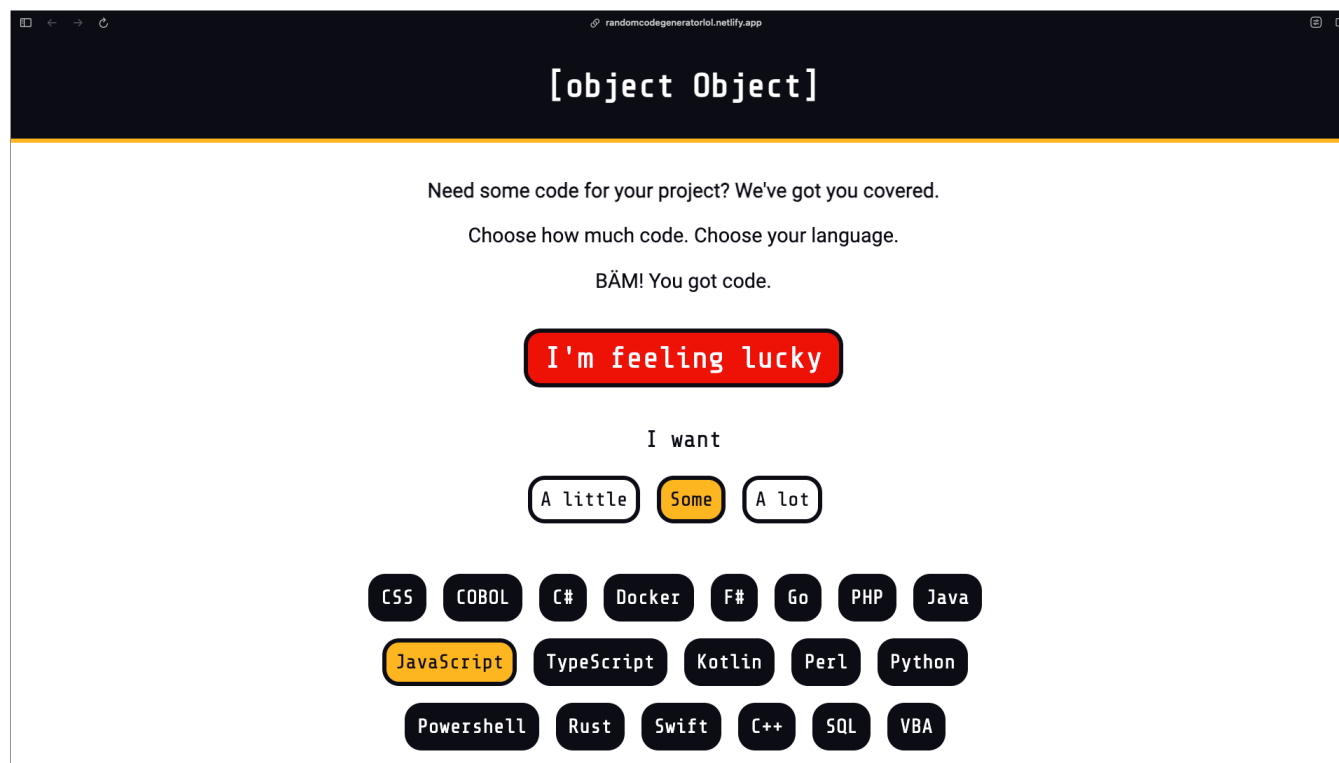 randomcodegeneratorlol.netlify.app
[object Object]
Need some code for your project? We've got you covered.
Choose how much code. Choose your language.
BÄM! You got code.
I'm feeling lucky
I want
A little Some A lot
CSS COBOL C# Docker F# Go PHP Java
JavaScript TypeScript Kotlin Perl Python
Powershell Rust Swift C++ SQL VBA